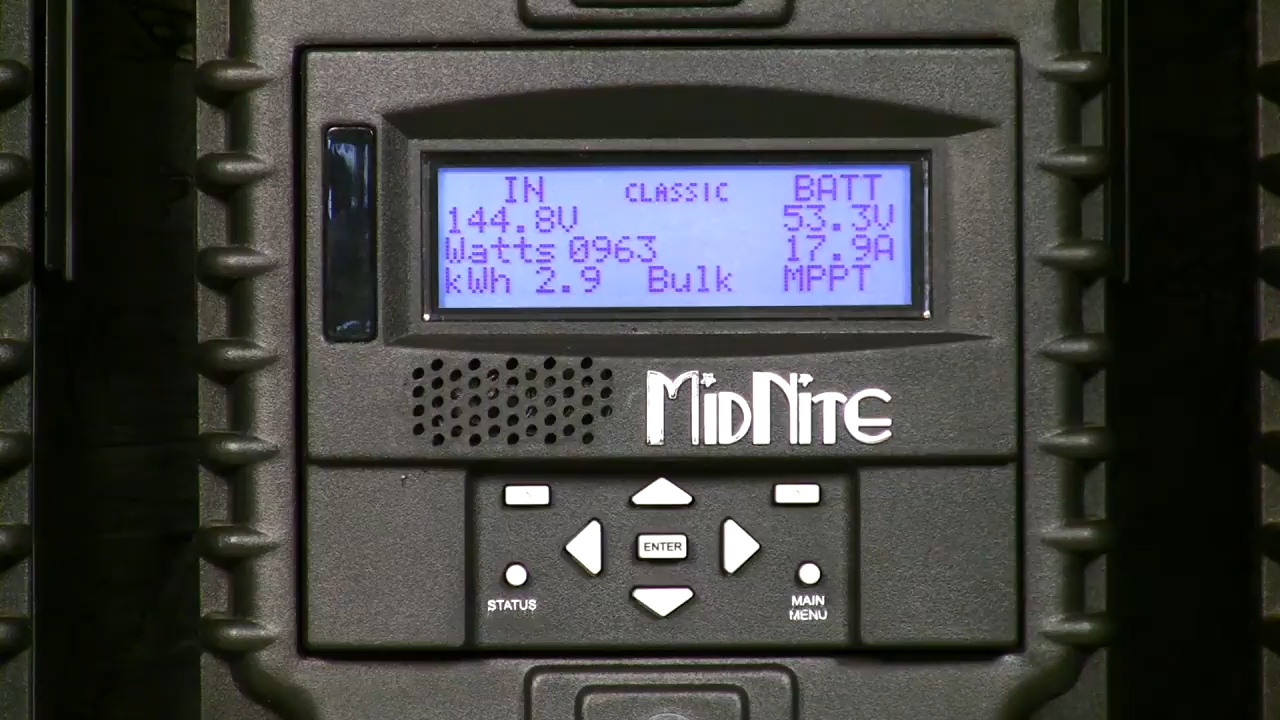 IN CLASSIC BATT
144.8V 53.3V
Watts 0963 17.9A
kWh 2.9 Bulk MPPT
MIDNITE
ENTER
STATUS
MAIN
MENU